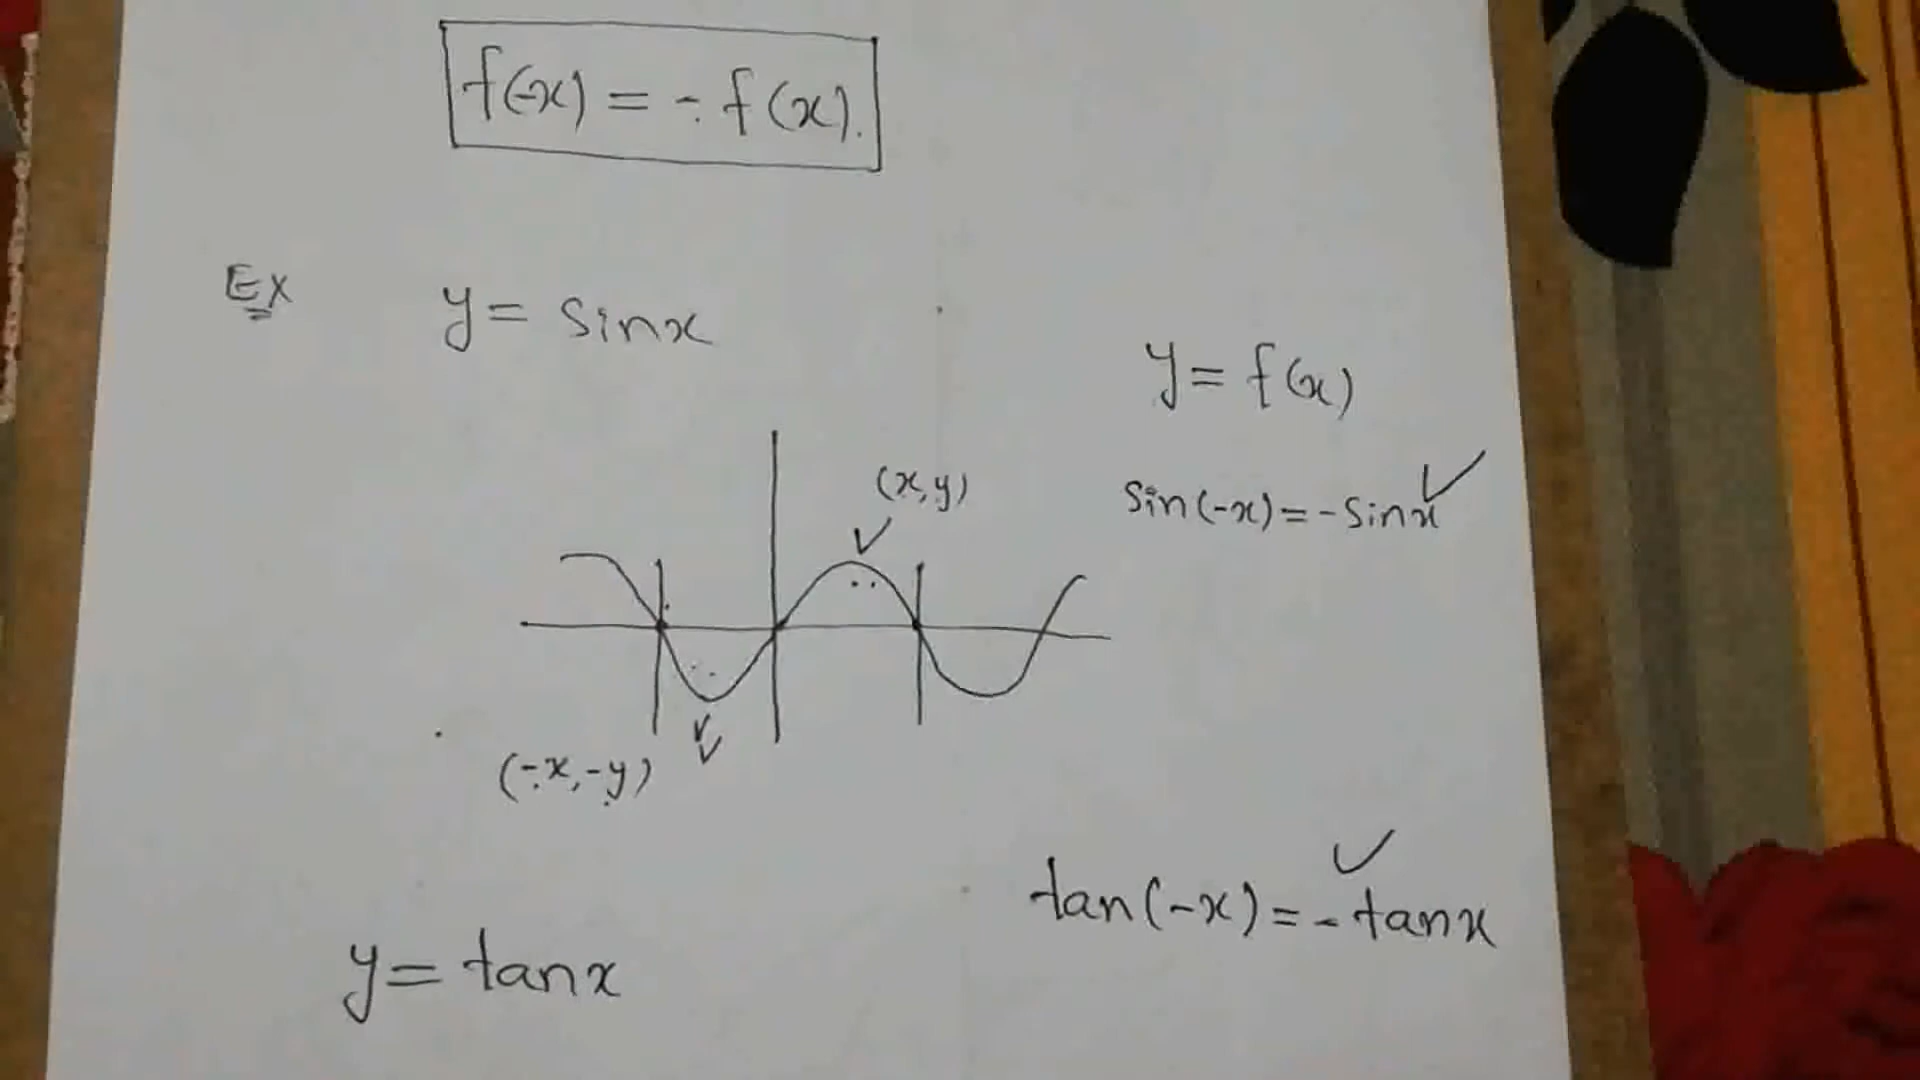 f(-x) = - f(x).
Ex
y = sinx
y = f(x)
(x, y)
sin(-x) = - sinx
(-x, -y)
tan(-x) = - tanx
y = tanx